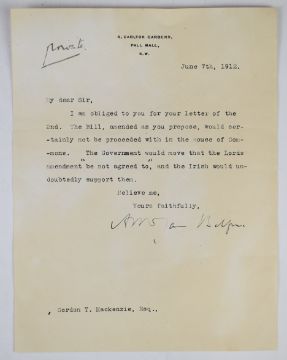 Private
4, CARLTON GARDENS,
PALL MALL,
S.W.
June 7th, 1912.
My dear Sir,
I am obliged to you for your letter of the
2nd. The Bill, amended as you propose, would cer-
tainly not be proceeded with in the House of Com-
mons. The Government would move that the Lords
amendment "be not agreed to", and the Irish would un-
doubtedly support them.
Believe me,
Yours faithfully,
Gordon T. Mackenzie, Esq.,